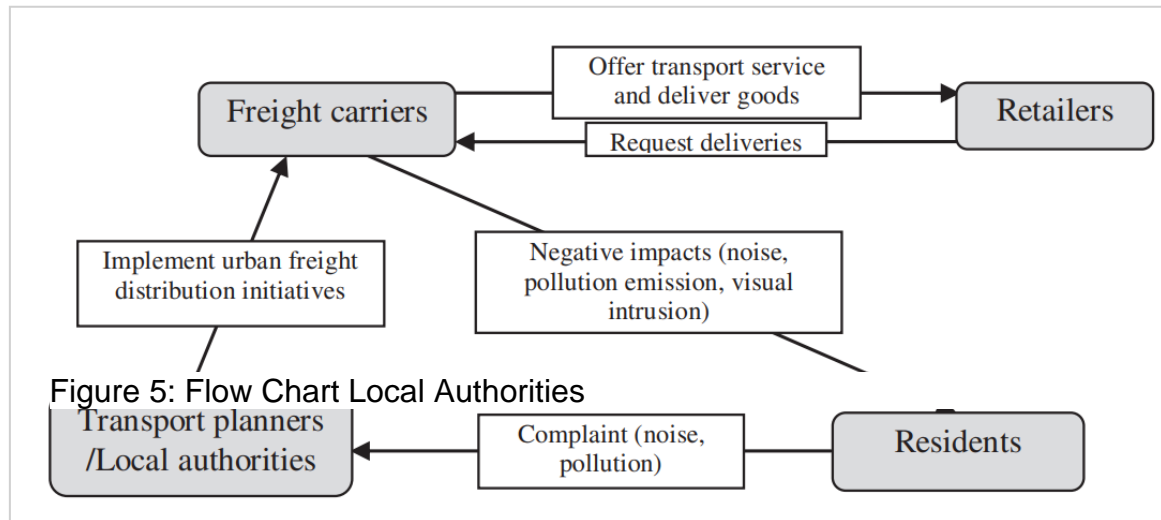 Offer transport service
and deliver goods
Freight carriers
Retailers
Request deliveries
Implement urban freight
distribution initiatives
Negative impacts (noise,
pollution emission, visual
intrusion)
Figure 5: Flow Chart Local Authorities
Transport planners
/Local authorities
Complaint (noise,
pollution)
Residents